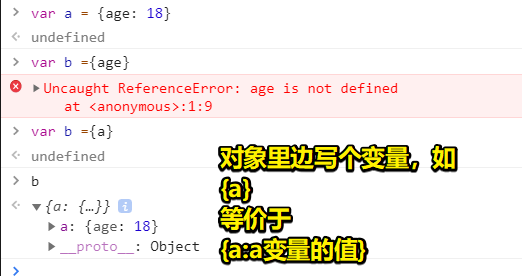 var a = {age: 18}
undefined
var b ={age}
Uncaught ReferenceError: age is not defined
at <anonymous>:1:9
var b ={a}
undefined
b
{a: {…}} i
a: {age: 18}
__proto__: Object
对象里边写个变量，如
{a}
等价于
{a:a变量的值}